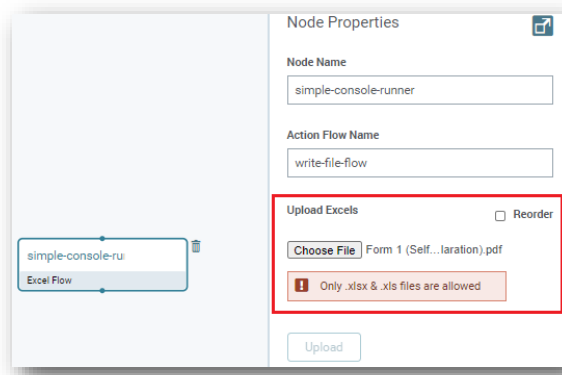 Node Properties
Node Name
simple-console-runner
Action Flow Name
write-file-flow
Upload Excels
Reorder
Choose File Form 1 (Self...laration).pdf
Only .xlsx & .xls files are allowed
Upload
simple-console-ru
Excel Flow